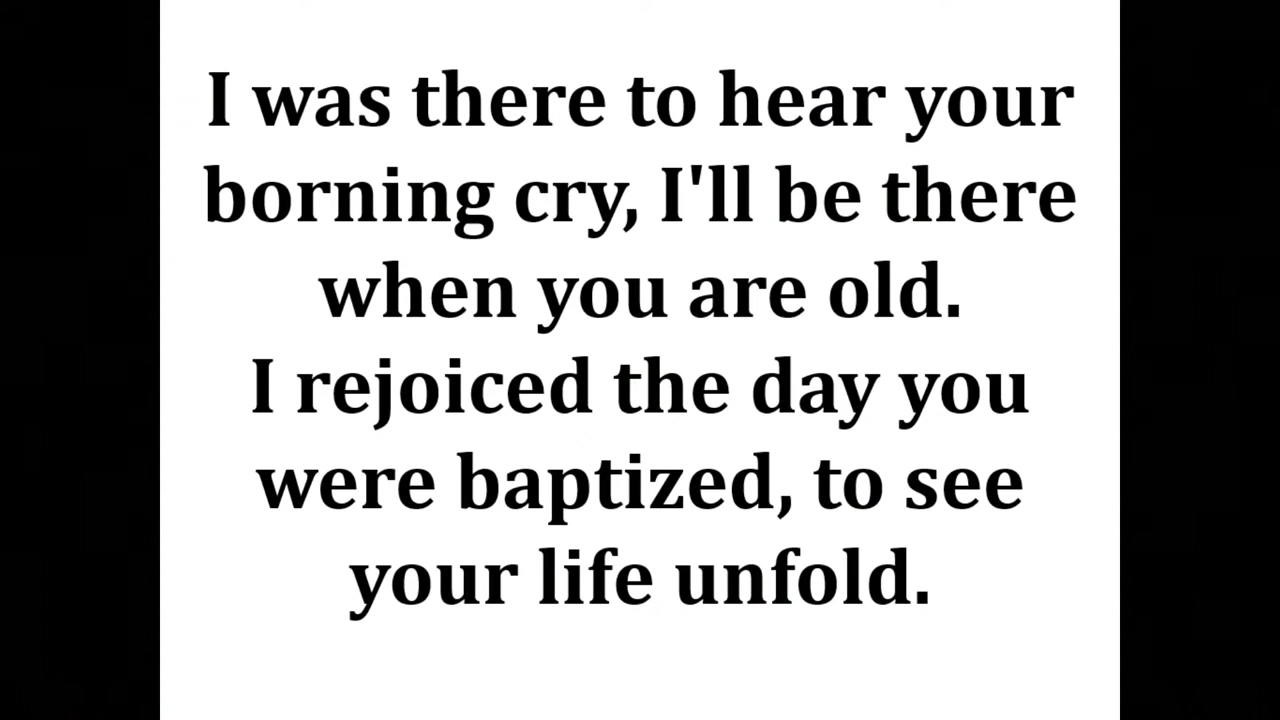 I was there to hear your
borning cry, I'll be there
when you are old.
I rejoiced the day you
were baptized, to see
your life unfold.